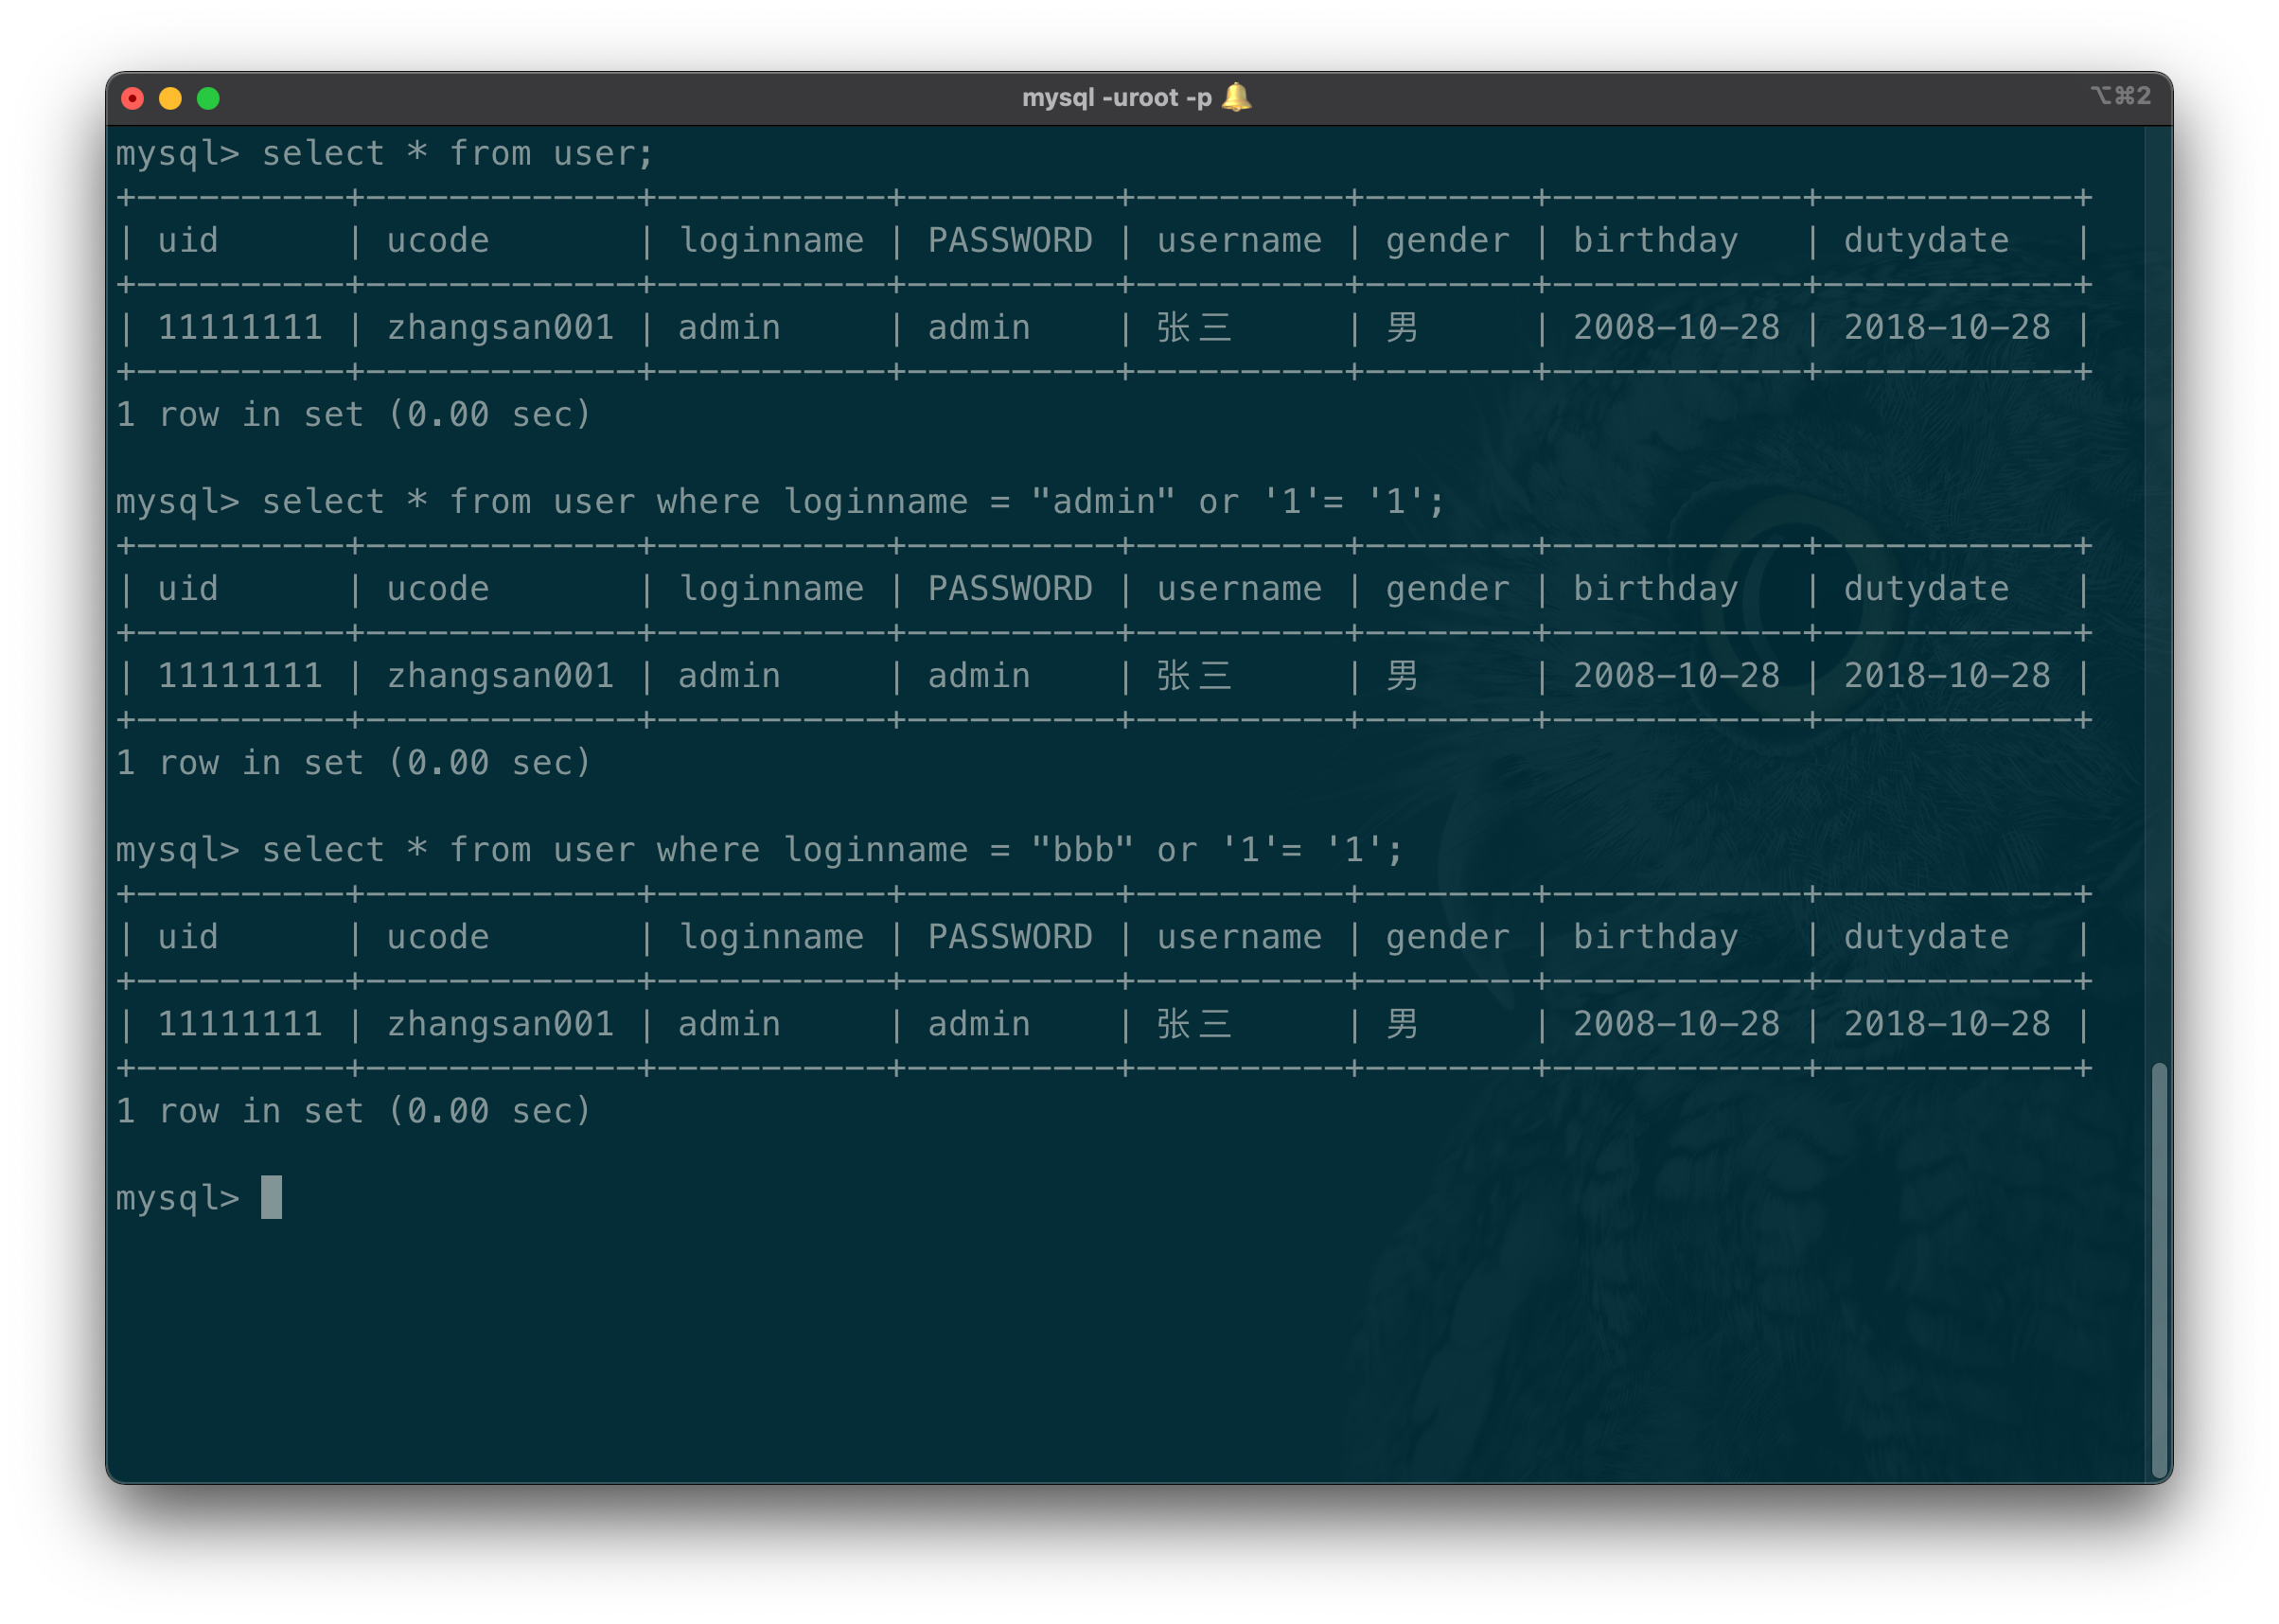 mysql -uroot -p 🔔
⌥⌘2
mysql> select * from user;
+----------+-------------+-----------+----------+----------+--------+------------+------------+
| uid      | ucode       | loginname | PASSWORD | username | gender | birthday   | dutydate   |
+----------+-------------+-----------+----------+----------+--------+------------+------------+
| 11111111 | zhangsan001 | admin     | admin    | 张三     | 男     | 2008-10-28 | 2018-10-28 |
+----------+-------------+-----------+----------+----------+--------+------------+------------+
1 row in set (0.00 sec)
mysql> select * from user where loginname = "admin" or '1'= '1';
+----------+-------------+-----------+----------+----------+--------+------------+------------+
| uid      | ucode       | loginname | PASSWORD | username | gender | birthday   | dutydate   |
+----------+-------------+-----------+----------+----------+--------+------------+------------+
| 11111111 | zhangsan001 | admin     | admin    | 张三     | 男     | 2008-10-28 | 2018-10-28 |
+----------+-------------+-----------+----------+----------+--------+------------+------------+
1 row in set (0.00 sec)
mysql> select * from user where loginname = "bbb" or '1'= '1';
+----------+-------------+-----------+----------+----------+--------+------------+------------+
| uid      | ucode       | loginname | PASSWORD | username | gender | birthday   | dutydate   |
+----------+-------------+-----------+----------+----------+--------+------------+------------+
| 11111111 | zhangsan001 | admin     | admin    | 张三     | 男     | 2008-10-28 | 2018-10-28 |
+----------+-------------+-----------+----------+----------+--------+------------+------------+
1 row in set (0.00 sec)
mysql>